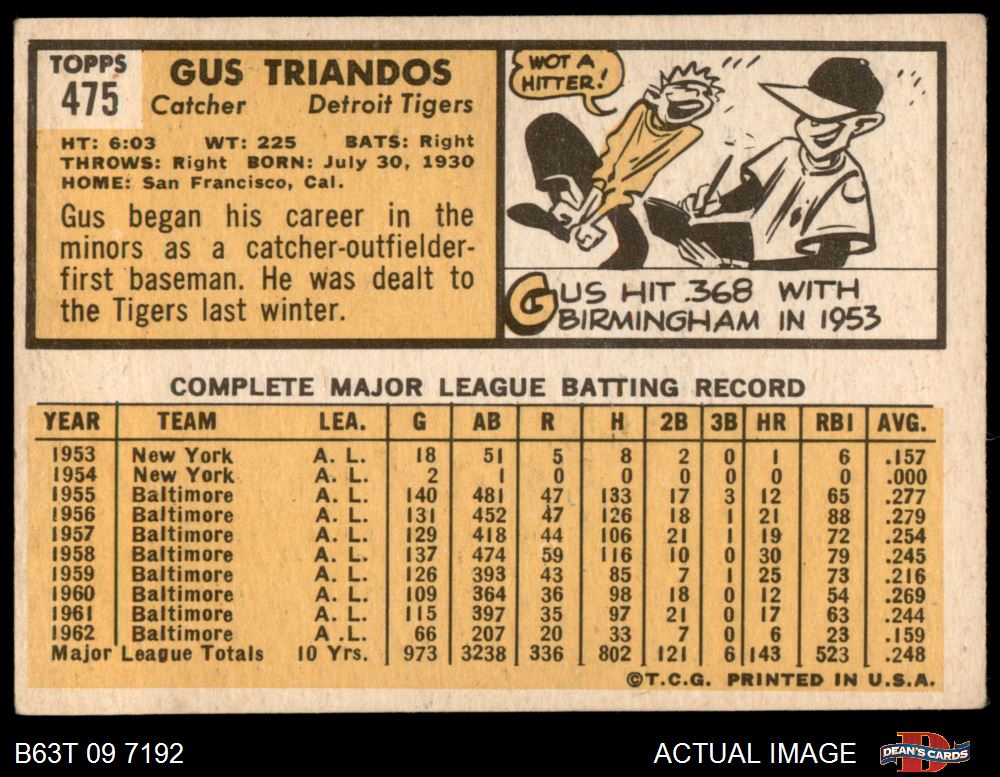 TOPPS
475
GUS TRIANDOS
Catcher Detroit Tigers
HT: 6:03 WT: 225 BATS: Right
THROWS: Right BORN: July 30, 1930
HOME: San Francisco, Cal.
Gus began his career in the
minors as a catcher-outfielder-
first baseman. He was dealt to
the Tigers last winter.
WOT A
HITTER!
GUS HIT .368 WITH
BIRMINGHAM IN 1953
COMPLETE MAJOR LEAGUE BATTING RECORD
YEAR TEAM LEA. G AB R H 2B 3B HR RBI AVG.
1953 New York A. L. 18 51 5 8 2 0 1 6 .157
1954 New York A. L. 2 1 0 0 0 0 0 0 .000
1955 Baltimore A. L. 140 481 47 133 17 3 12 65 .277
1956 Baltimore A. L. 131 452 47 126 18 1 21 88 .279
1957 Baltimore A. L. 129 418 44 106 21 1 19 72 .254
1958 Baltimore A. L. 137 474 59 116 10 0 30 79 .245
1959 Baltimore A. L. 126 393 43 85 7 1 25 73 .216
1960 Baltimore A. L. 109 364 36 98 18 0 12 54 .269
1961 Baltimore A. L. 115 397 35 97 21 0 17 63 .244
1962 Baltimore A .L. 66 207 20 33 7 0 6 23 .159
Major League Totals 10 Yrs. 973 3238 336 802 121 6 143 523 .248
©T.C.G. PRINTED IN U.S.A.
B63T 09 7192 ACTUAL IMAGE DEAN'S CARDS